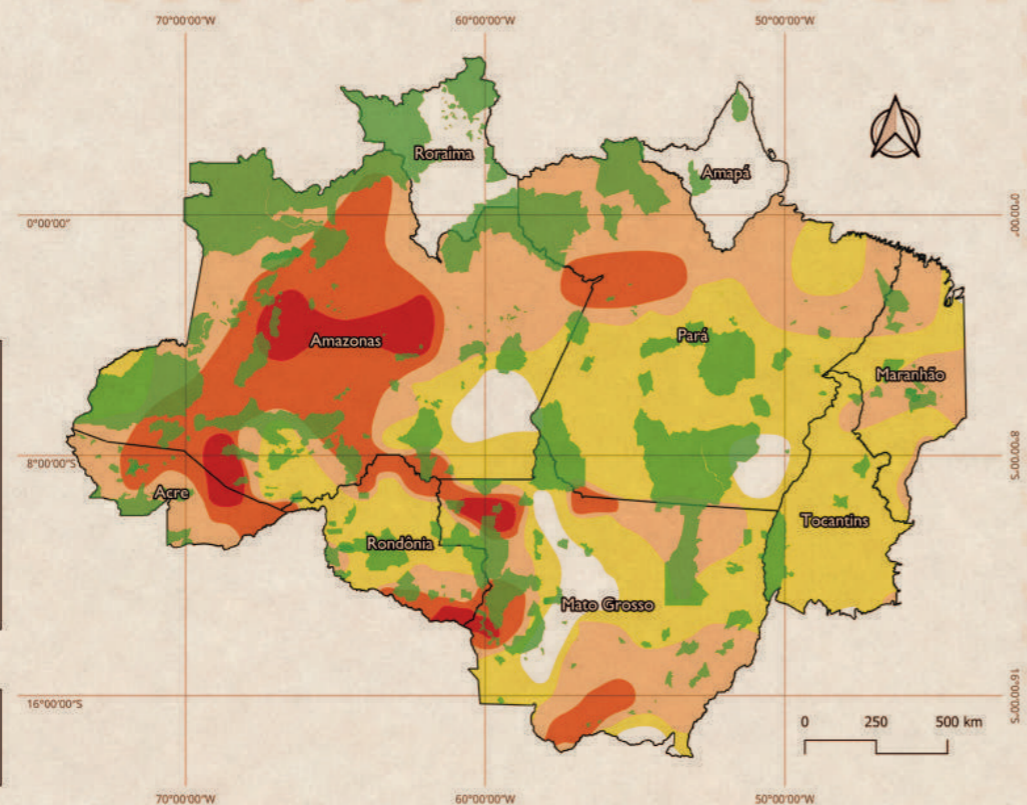 70°00'00"W
60°00'00"W
50°00'00"W
Roraima
Amapá
0°00'00"
0°00'00"
Amazonas
Pará
Maranhão
8°00'00"S
8°00'00"S
Acre
Tocantins
Rondônia
Mato Grosso
16°00'00"S
16°00'00"S
0 250 500 km
70°00'00"W
60°00'00"W
50°00'00"W